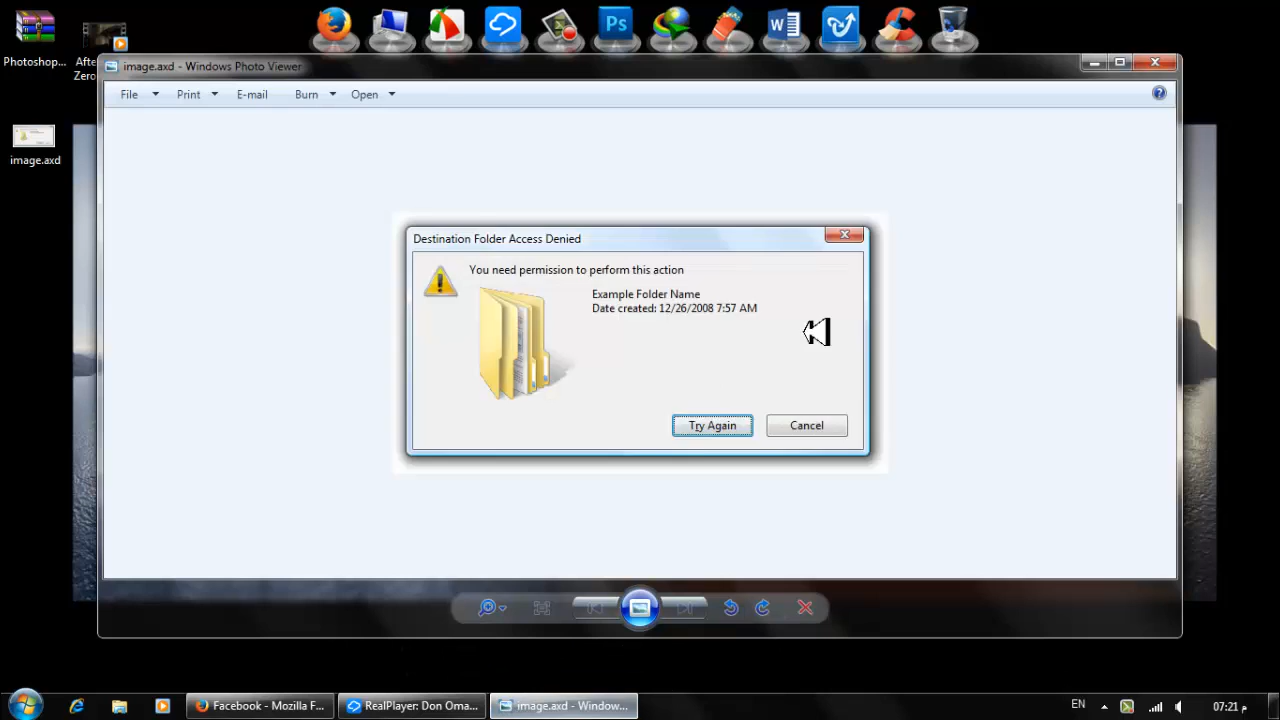 Photoshop...
Afte
Zero
image.axd - Windows Photo Viewer
File Print E-mail Burn Open
image.axd
Destination Folder Access Denied
You need permission to perform this action
Example Folder Name
Date created: 12/26/2008 7:57 AM
Try Again Cancel
Facebook - Mozilla F...
RealPlayer: Don Oma...
image.axd - Window...
EN
07:21 م